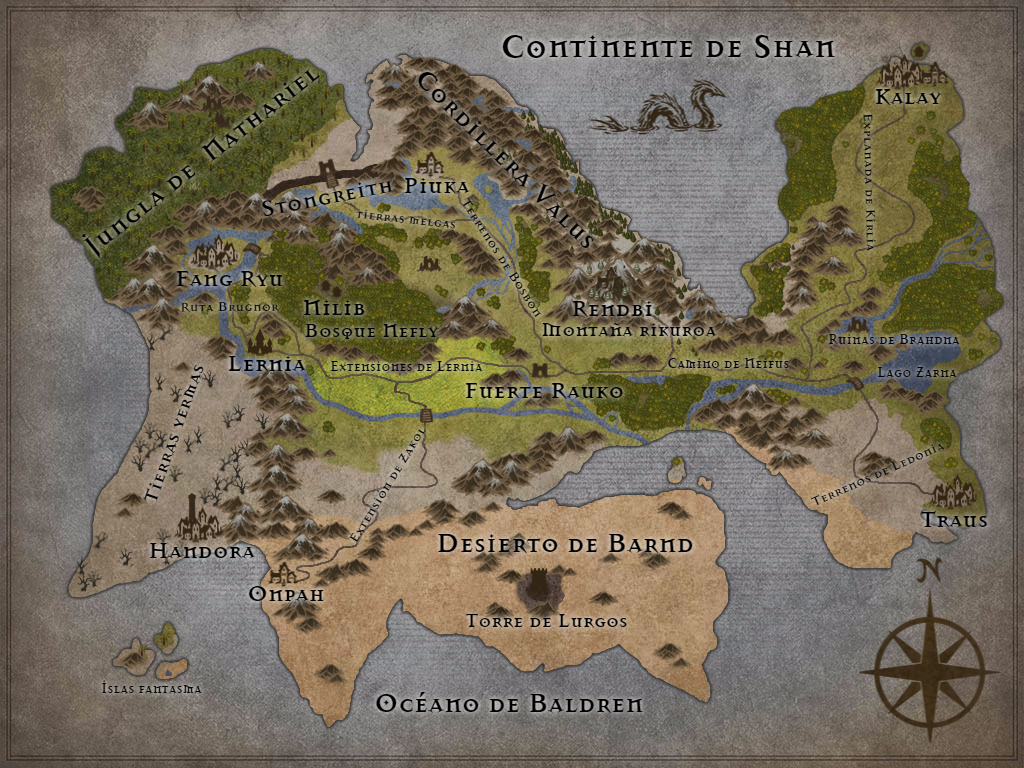 Continente de Shan
Kalay
Jungla de Mathariel
Cordillera Valus
Explanada de Kirlia
Stongreith
Piuka
Tierras melgas
Terrenos de Bosbon
Fang Ryu
Ruta Brugnor
Nilib
Bosque Nefly
Rendbi
Montaña rikuroa
Ruinas de Brahdna
Lernia
Extensiones de Lernia
Camino de Neifus
Lago Zarna
Fuerte Rauko
Tierras yermas
Extension de Zakol
Terrenos de Ledonia
Traus
Handora
Desierto de Barnd
N
Onpah
Torre de Lurgos
Islas fantasma
Océano de Baldren